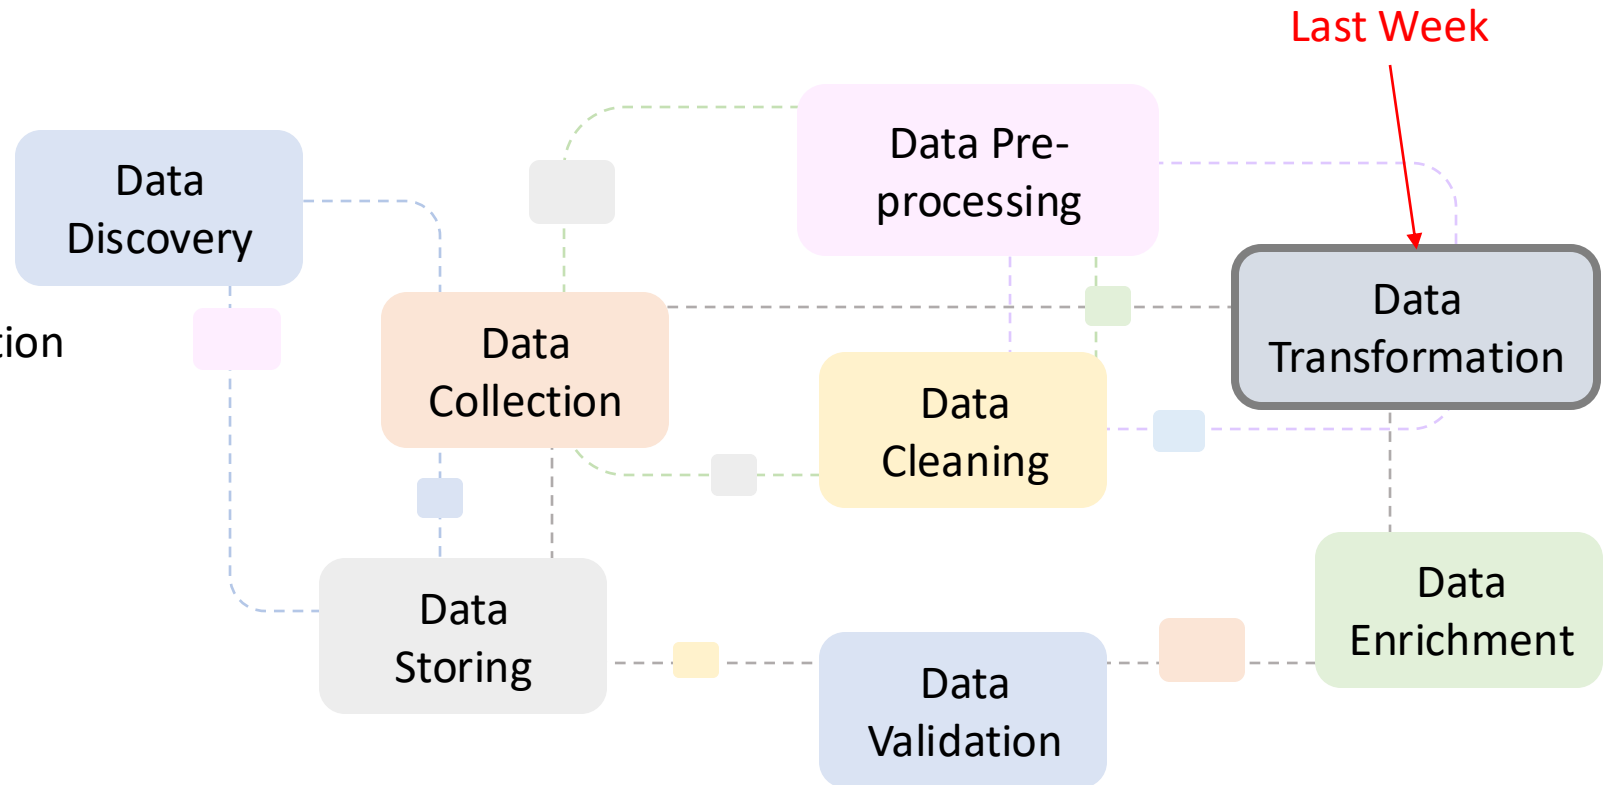 Last Week
Data Pre-
processing
Data
Discovery
Data
Transformation
tion
Data
Collection
Data
Cleaning
Data
Enrichment
Data
Storing
Data
Validation